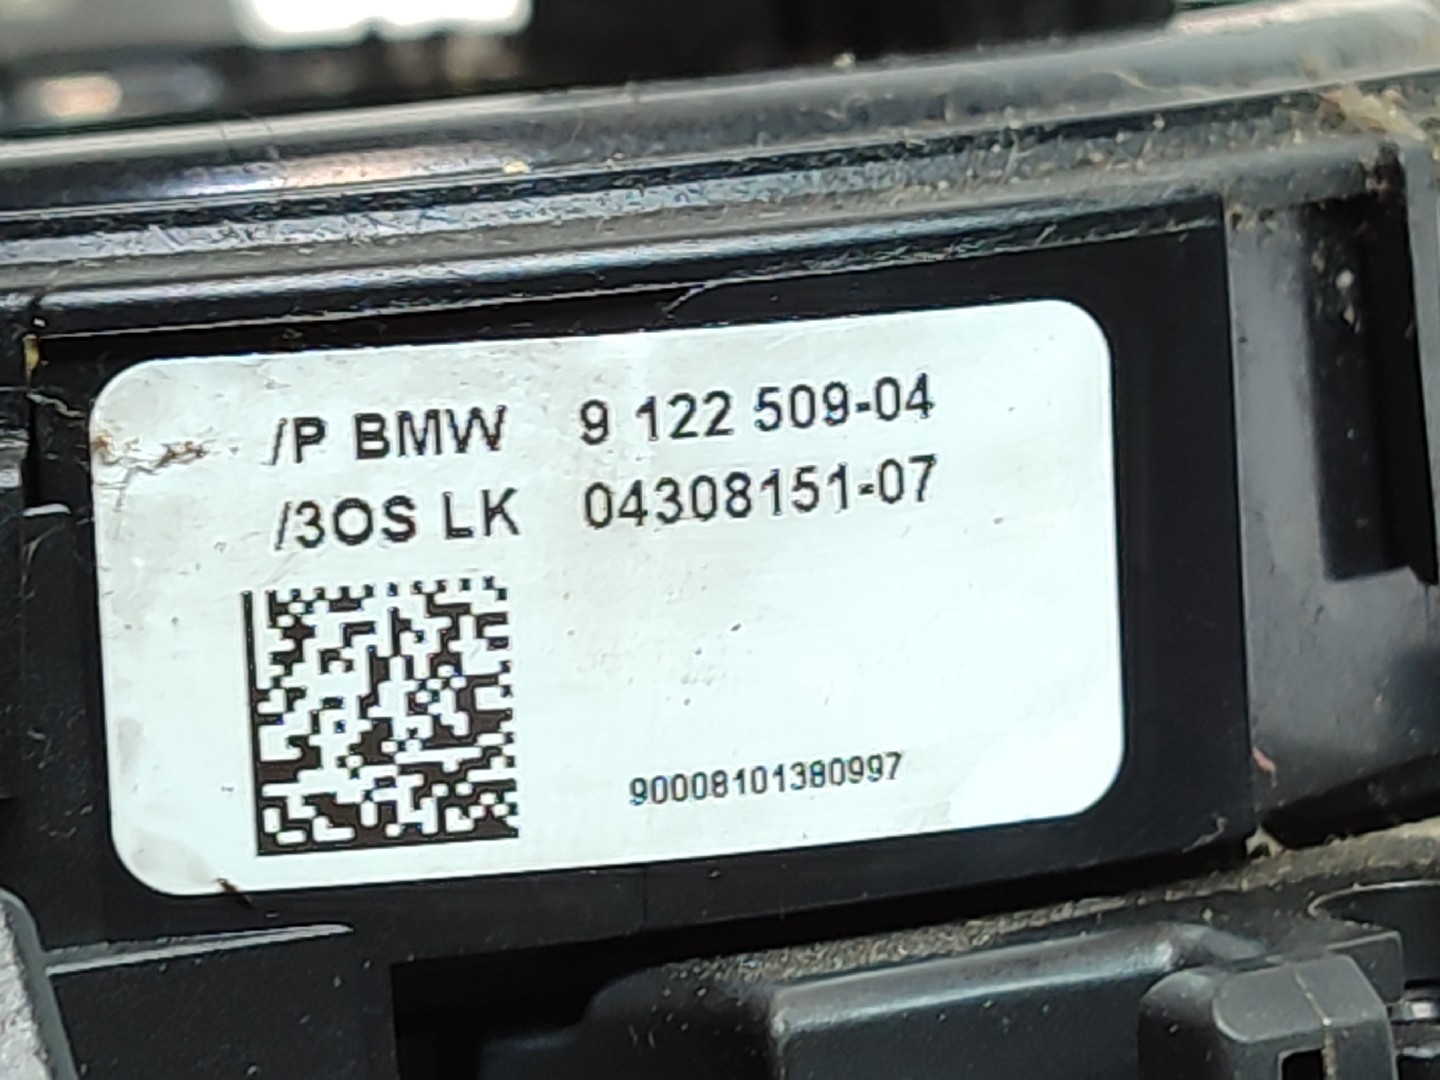 /P BMW 9 122 509-04
/3OS LK 04308151-07
90008101380997